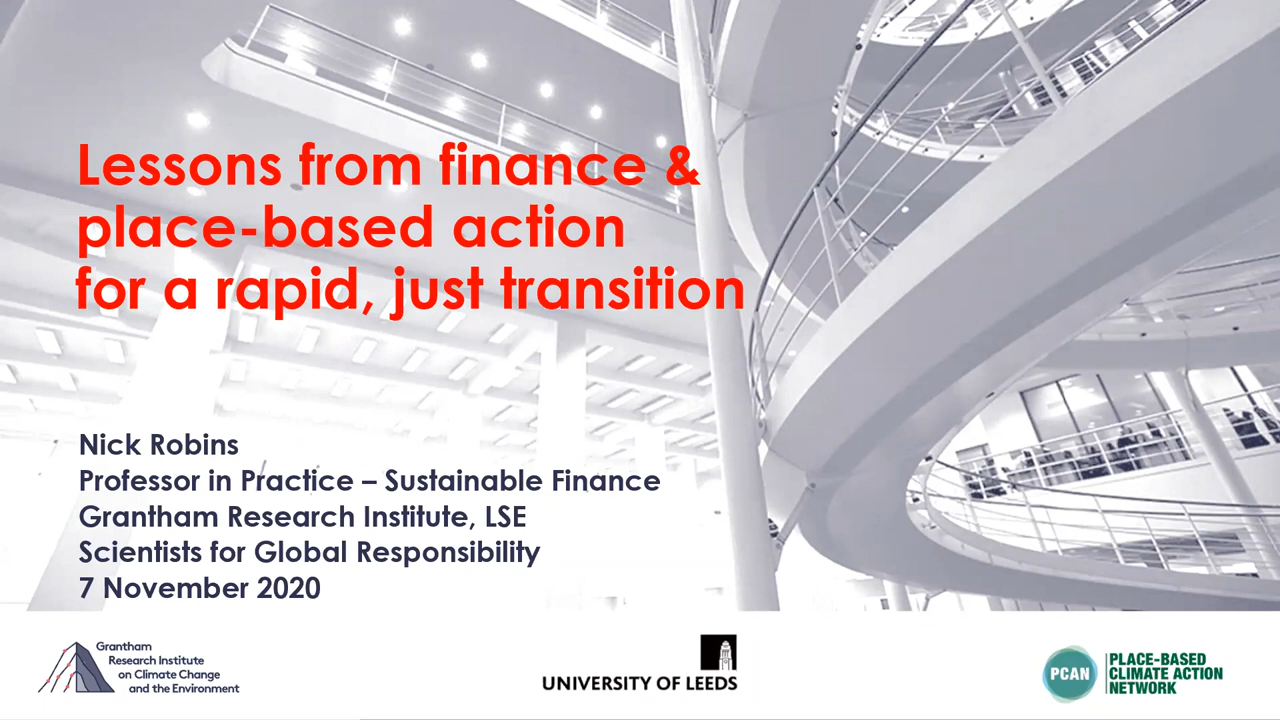 Lessons from finance &
place-based action
for a rapid, just transition
Nick Robins
Professor in Practice – Sustainable Finance
Grantham Research Institute, LSE
Scientists for Global Responsibility
7 November 2020
Grantham
Research Institute
on Climate Change
and the Environment
UNIVERSITY OF LEEDS
PCAN
PLACE-BASED
CLIMATE ACTION
NETWORK